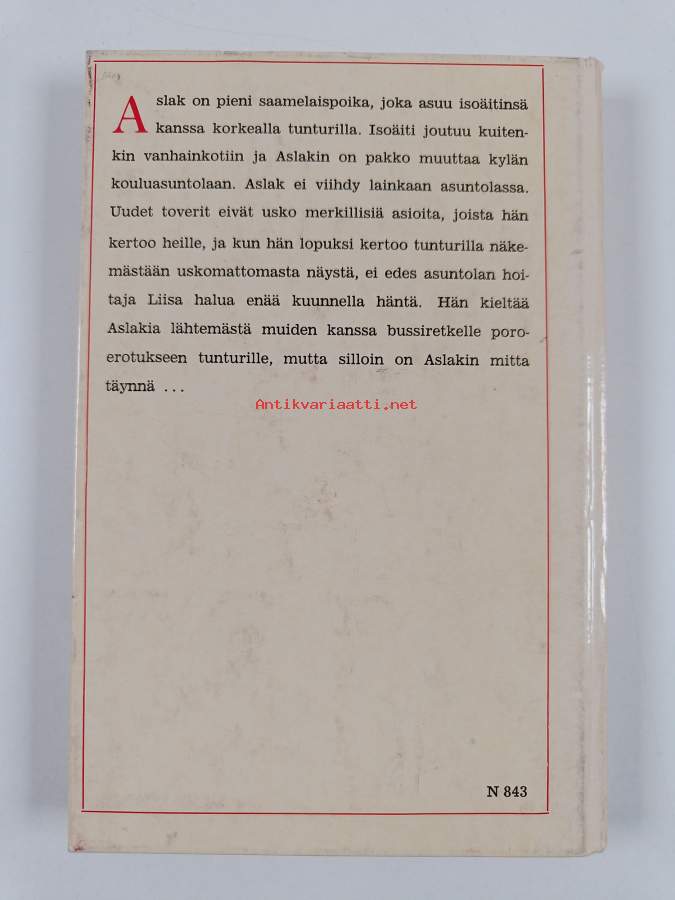 Aslak on pieni saamelaispoika, joka asuu isoäitinsä
kanssa korkealla tunturilla. Isoäiti joutuu kuiten-
kin vanhainkotiin ja Aslakin on pakko muuttaa kylän
kouluasuntolaan. Aslak ei viihdy lainkaan asuntolassa.
Uudet toverit eivät usko merkillisiä asioita, joista hän
kertoo heille, ja kun hän lopuksi kertoo tunturilla näke-
mästään uskomattomasta näystä, ei edes asuntolan hoi-
taja Liisa halua enää kuunnella häntä. Hän kieltää
Aslakia lähtemästä muiden kanssa bussiretkelle poro-
erotukseen tunturille, mutta silloin on Aslakin mitta
täynnä ...
Antikvariaatti.net
N 843